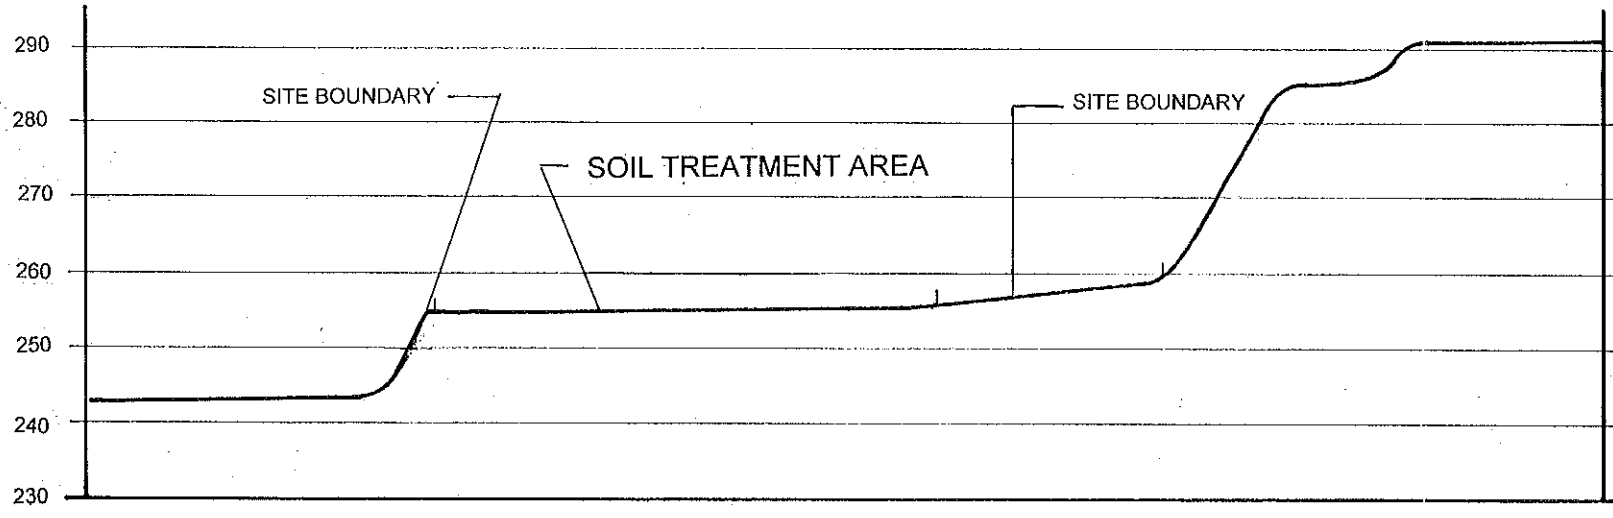 290
SITE BOUNDARY
SITE BOUNDARY
280
SOIL TREATMENT AREA
270
260
250
240
230